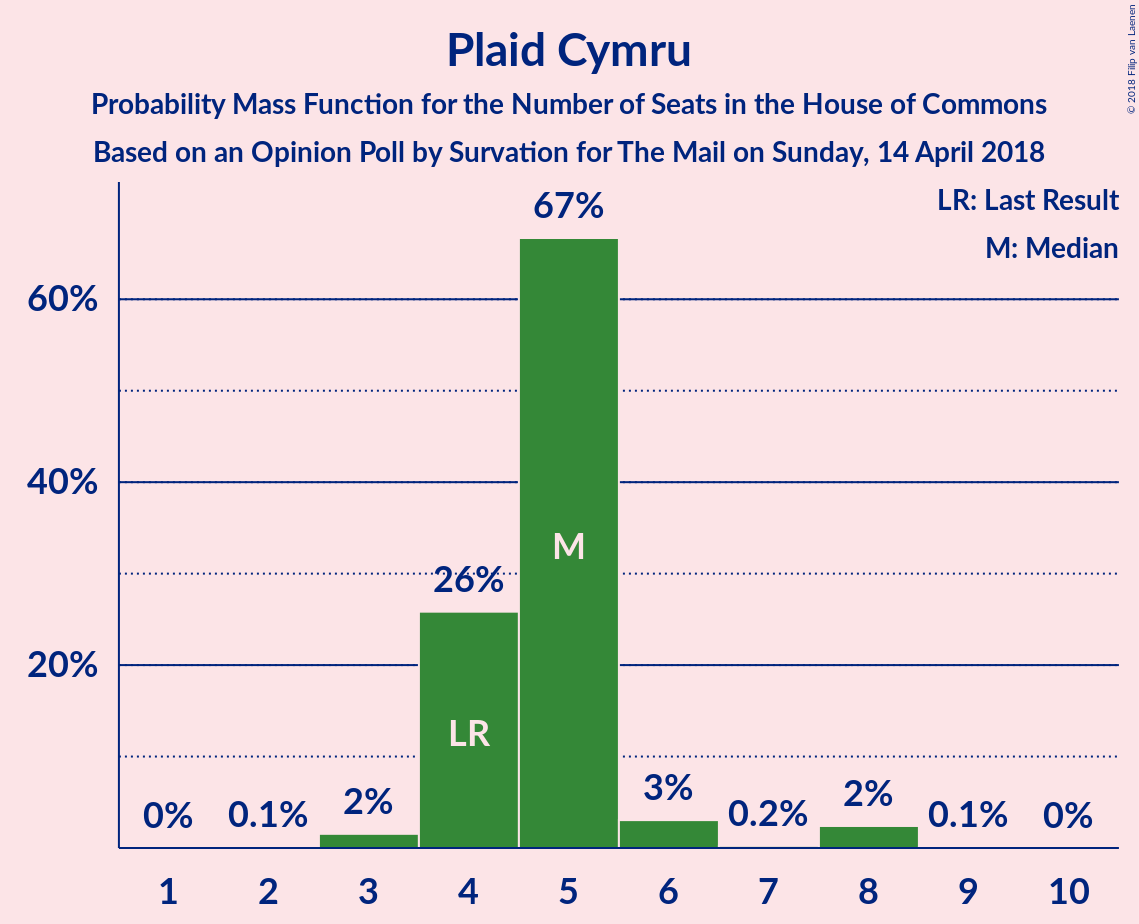 Plaid Cymru
Probability Mass Function for the Number of Seats in the House of Commons
Based on an Opinion Poll by Survation for The Mail on Sunday, 14 April 2018
© 2018 Filip van Laenen
LR: Last Result
M: Median
67%
60%
M
40%
26%
20%
LR
0% 0.1% 2% 3% 0.2% 2% 0.1% 0%
1 2 3 4 5 6 7 8 9 10